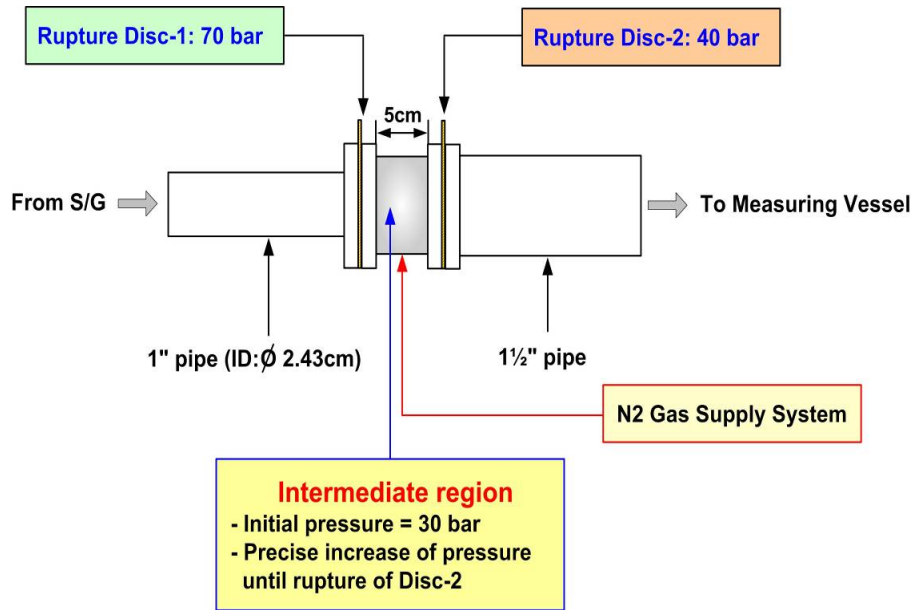 Rupture Disc-1: 70 bar
Rupture Disc-2: 40 bar
5cm
From S/G
To Measuring Vessel
1" pipe (ID:Ø 2.43cm)
1½" pipe
N2 Gas Supply System
Intermediate region
- Initial pressure = 30 bar
- Precise increase of pressure
until rupture of Disc-2